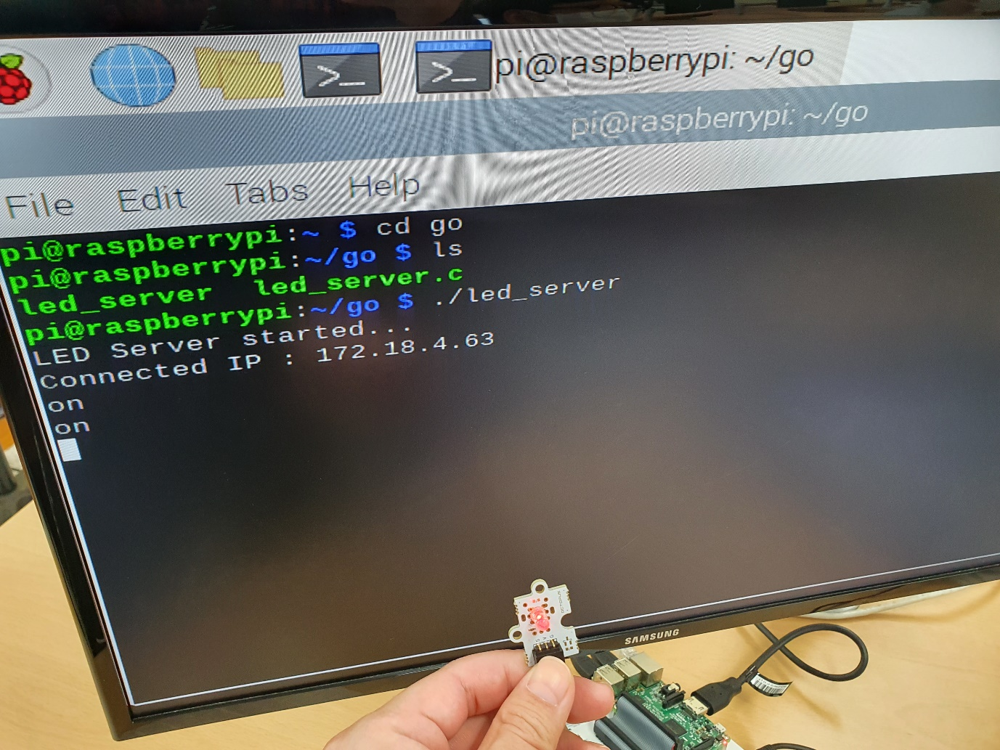 pi@raspberrypi: ~/go
pi@raspberrypi: ~/go
File Edit Tabs Help
pi@raspberrypi:~ $ cd go
pi@raspberrypi:~/go $ ls
led_server led_server.c
pi@raspberrypi:~/go $ ./led_server
LED Server started...
Connected IP : 172.18.4.63
on
on
SAMSUNG